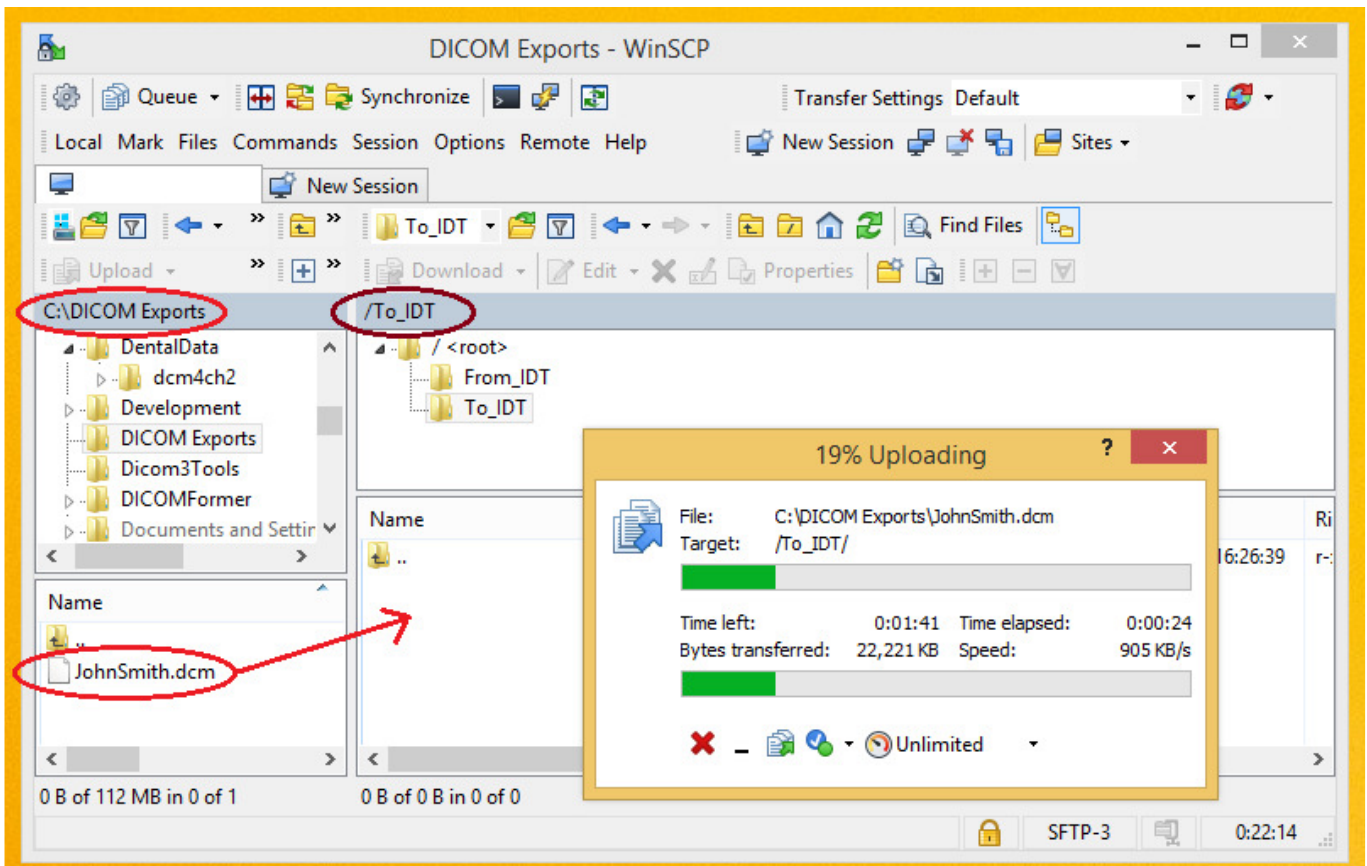 DICOM Exports - WinSCP
Queue Synchronize Transfer Settings Default
Local Mark Files Commands Session Options Remote Help New Session Sites
New Session
To_IDT Find Files
Upload Download Edit Properties
C:\DICOM Exports /To_IDT
DentalData
dcm4ch2
Development
DICOM Exports
Dicom3Tools
DICOMFormer
Documents and Settir
/ <root>
From_IDT
To_IDT
Name
..
JohnSmith.dcm
Name
..
Ri
16:26:39 r-:
19% Uploading ?
File: C:\DICOM Exports\JohnSmith.dcm
Target: /To_IDT/
Time left: 0:01:41 Time elapsed: 0:00:24
Bytes transferred: 22,221 KB Speed: 905 KB/s
Unlimited
0 B of 112 MB in 0 of 1 0 B of 0 B in 0 of 0
SFTP-3 0:22:14